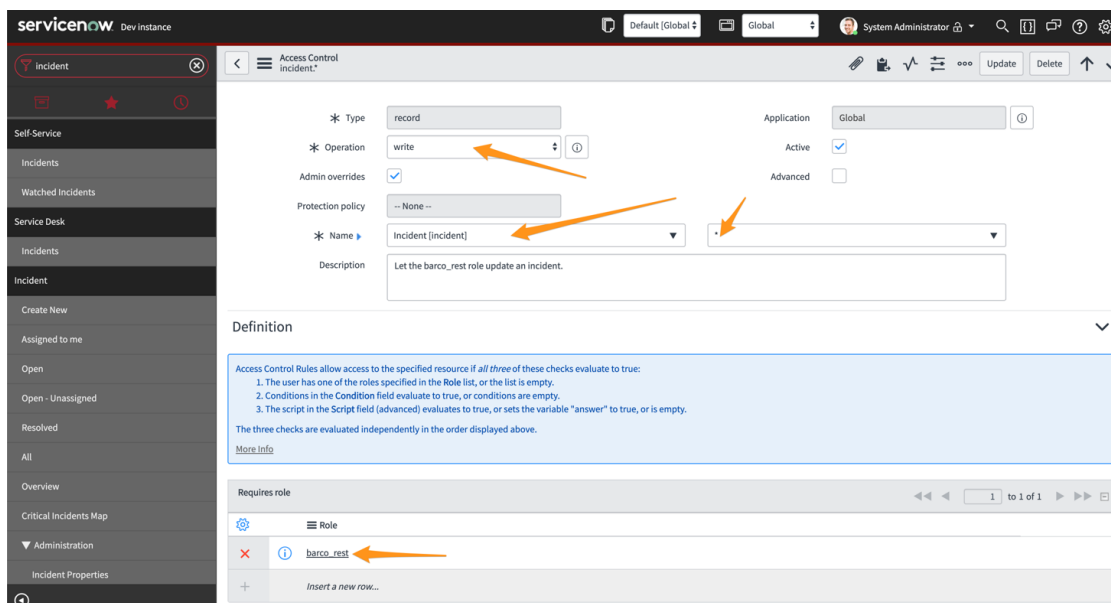 servicenow. Dev instance
Default [Global
Global
System Administrator
incident
Access Control
incident.*
Update
Delete
Self-Service
Incidents
Watched Incidents
Service Desk
Incidents
Incident
Create New
Assigned to me
Open
Open - Unassigned
Resolved
All
Overview
Critical Incidents Map
Administration
Incident Properties
Type
record
Application
Global
Operation
write
Active
Admin overrides
Advanced
Protection policy
-- None --
Name
Incident [incident]
*
Description
Let the barco_rest role update an incident.
Definition
Access Control Rules allow access to the specified resource if all three of these checks evaluate to true:
1. The user has one of the roles specified in the Role list, or the list is empty.
2. Conditions in the Condition field evaluate to true, or conditions are empty.
3. The script in the Script field (advanced) evaluates to true, or sets the variable "answer" to true, or is empty.
The three checks are evaluated independently in the order displayed above.
More Info
Requires role
1 to 1 of 1
Role
barco_rest
Insert a new row...